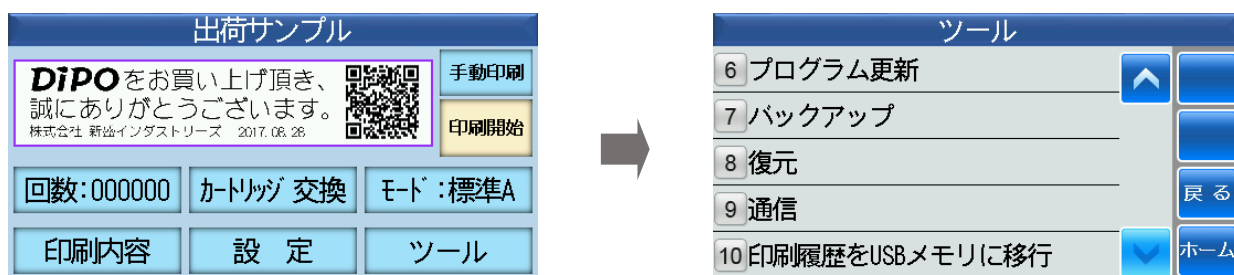 出荷サンプル
DiPOをお買い上げ頂き、
誠にありがとうございます。
株式会社 新盛インダストリーズ 2017.08.28
手動印刷
印刷開始
回数:000000
ｶｰﾄﾘｯｼﾞ 交換
ﾓｰﾄﾞ:標準A
印刷内容
設 定
ツール
ツール
6 プログラム更新
7 バックアップ
8 復元
9 通信
10 印刷履歴をUSBメモリに移行
戻 る
ホーム